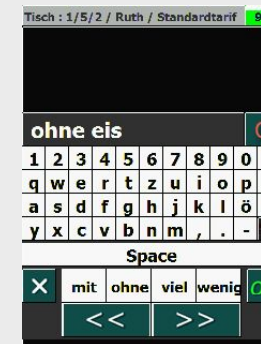 Tisch : 1/5/2 / Ruth / Standardtarif 9
ohne eis
1 2 3 4 5 6 7 8 9 0
q w e r t z u i o p
a s d f g h j k l ö
y x c v b n m , . -
Space
X mit ohne viel wenig
<< >>